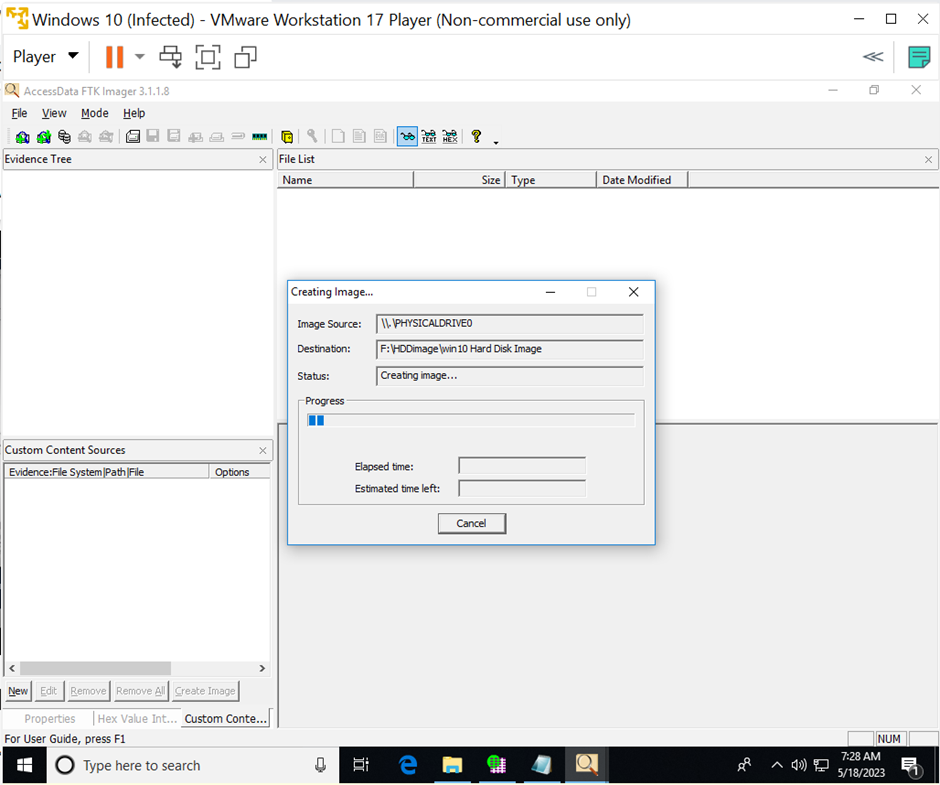 Windows 10 (Infected) - VMware Workstation 17 Player (Non-commercial use only)
Player
AccessData FTK Imager 3.1.1.8
File View Mode Help
TEXT HEX
Evidence Tree
File List
Name Size Type Date Modified
Creating Image...
Image Source: \\.\PHYSICALDRIVE0
Destination: F:\HDDimage\win10 Hard Disk Image
Status: Creating image...
Progress
Elapsed time:
Estimated time left:
Cancel
Custom Content Sources
Evidence:File System|Path|File Options
New Edit Remove Remove All Create Image
Properties Hex Value Int... Custom Conte...
For User Guide, press F1
NUM
Type here to search
7:28 AM
5/18/2023
1